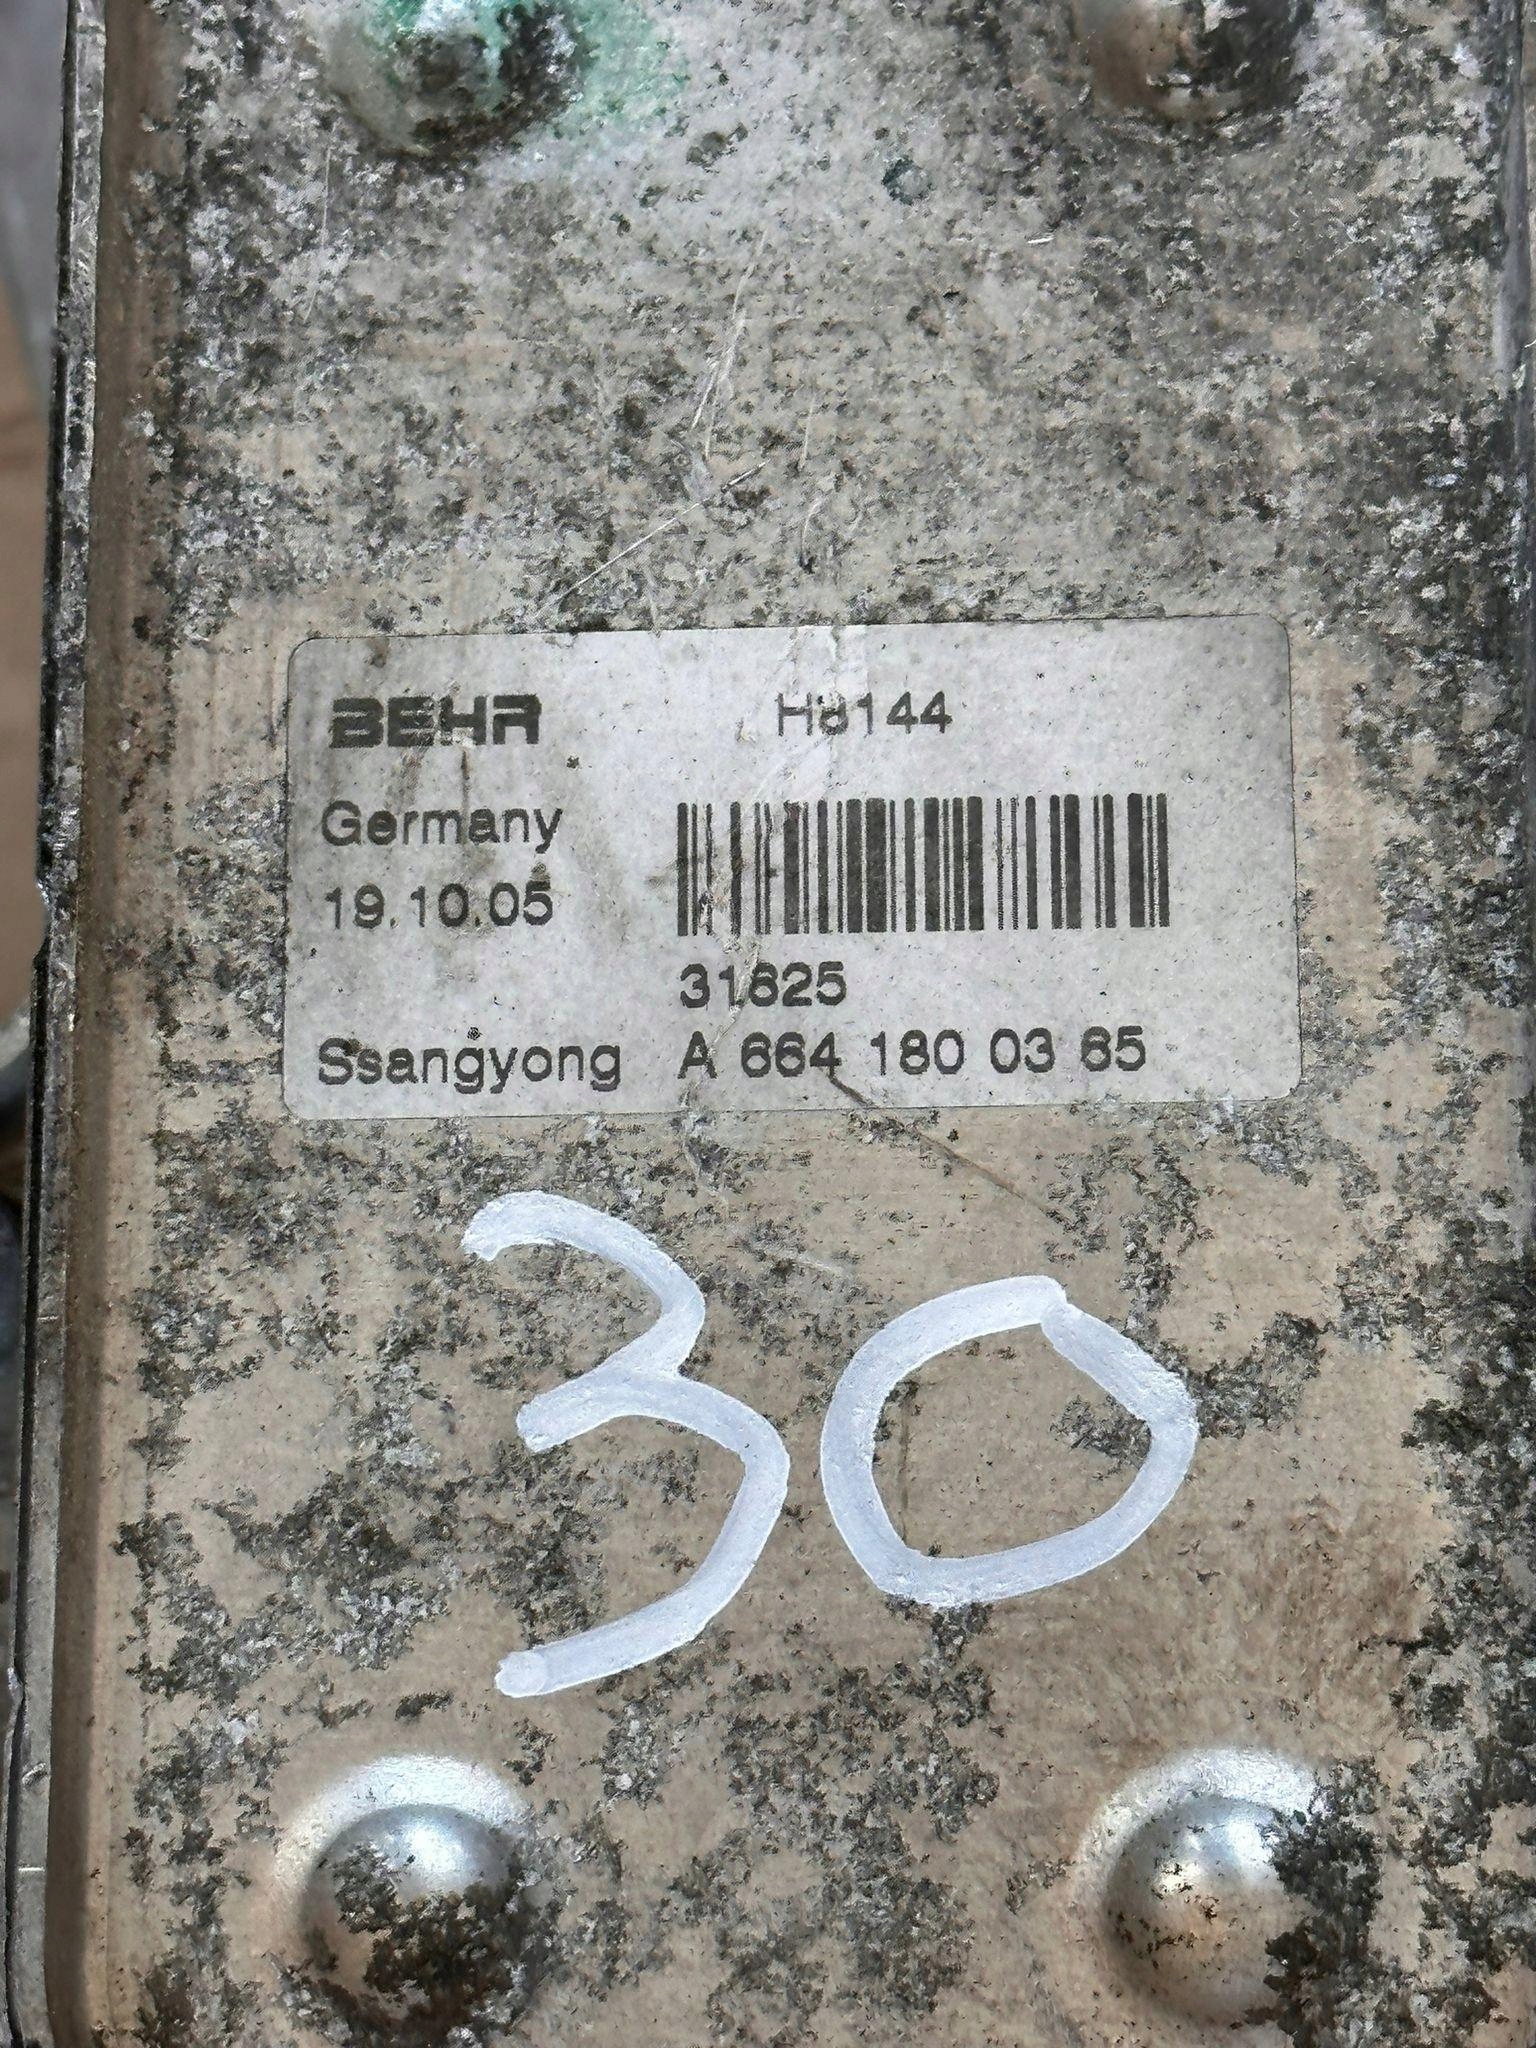 BEHR H8144
Germany
19.10.05
31625
Ssangyong A 664 180 03 65
30